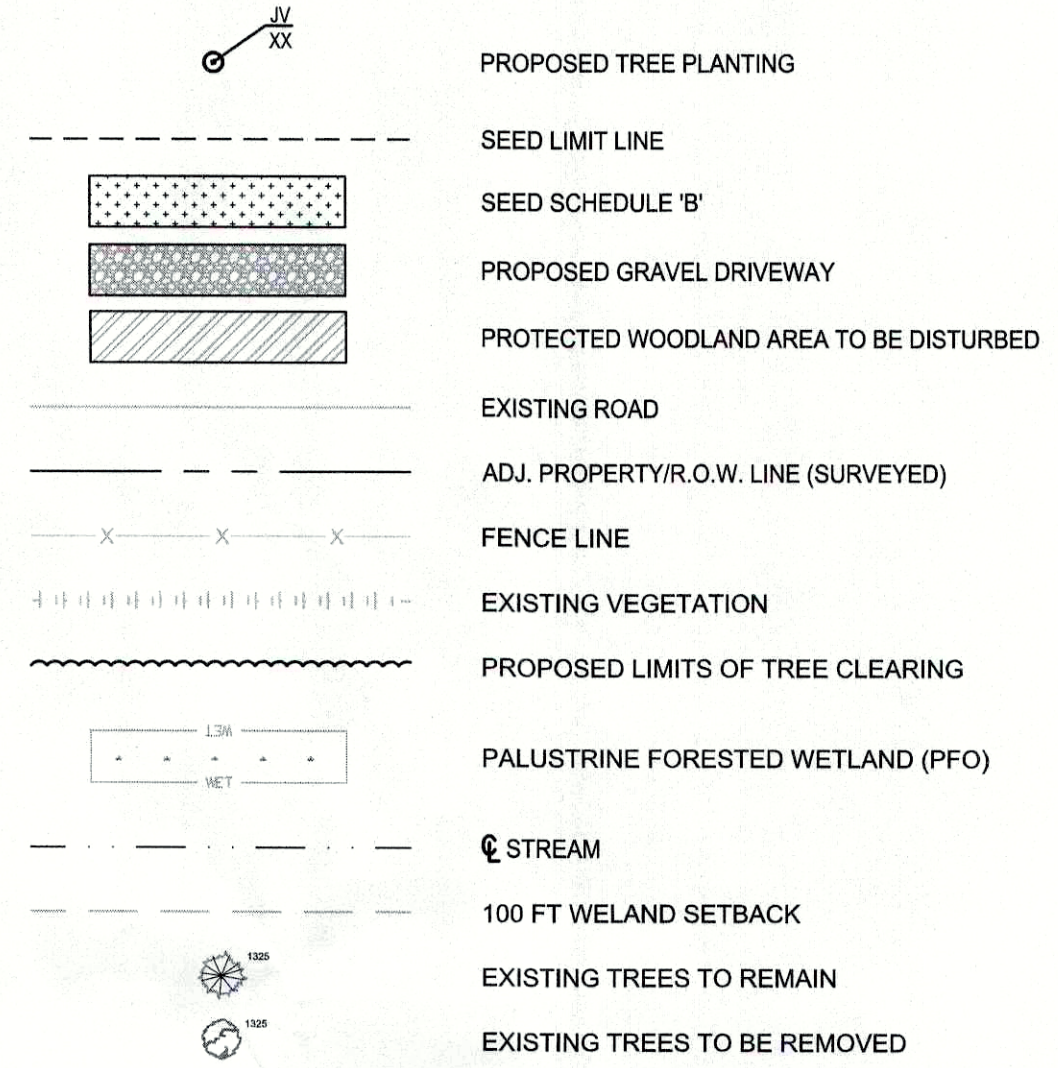 JV
XX
PROPOSED TREE PLANTING
SEED LIMIT LINE
SEED SCHEDULE 'B'
PROPOSED GRAVEL DRIVEWAY
PROTECTED WOODLAND AREA TO BE DISTURBED
EXISTING ROAD
ADJ. PROPERTY/R.O.W. LINE (SURVEYED)
X X X
FENCE LINE
EXISTING VEGETATION
PROPOSED LIMITS OF TREE CLEARING
WET
WET
PALUSTRINE FORESTED WETLAND (PFO)
℄ STREAM
100 FT WELAND SETBACK
1325
EXISTING TREES TO REMAIN
1325
EXISTING TREES TO BE REMOVED